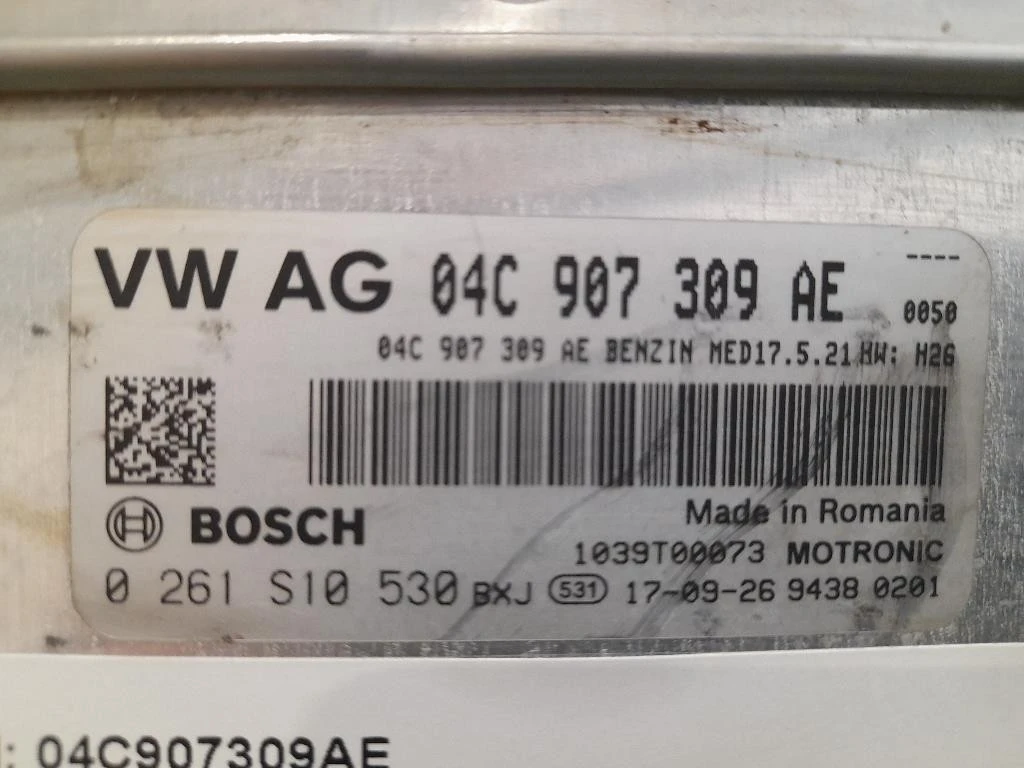 VW AG 04C 907 309 AE
----
0050
04C 907 309 AE BENZIN MED17.5.21 HW: H26
BOSCH
Made in Romania
1039T00073 MOTRONIC
0 261 S10 530 BXJ 531 17-09-26 9438 0201
: 04C907309AE